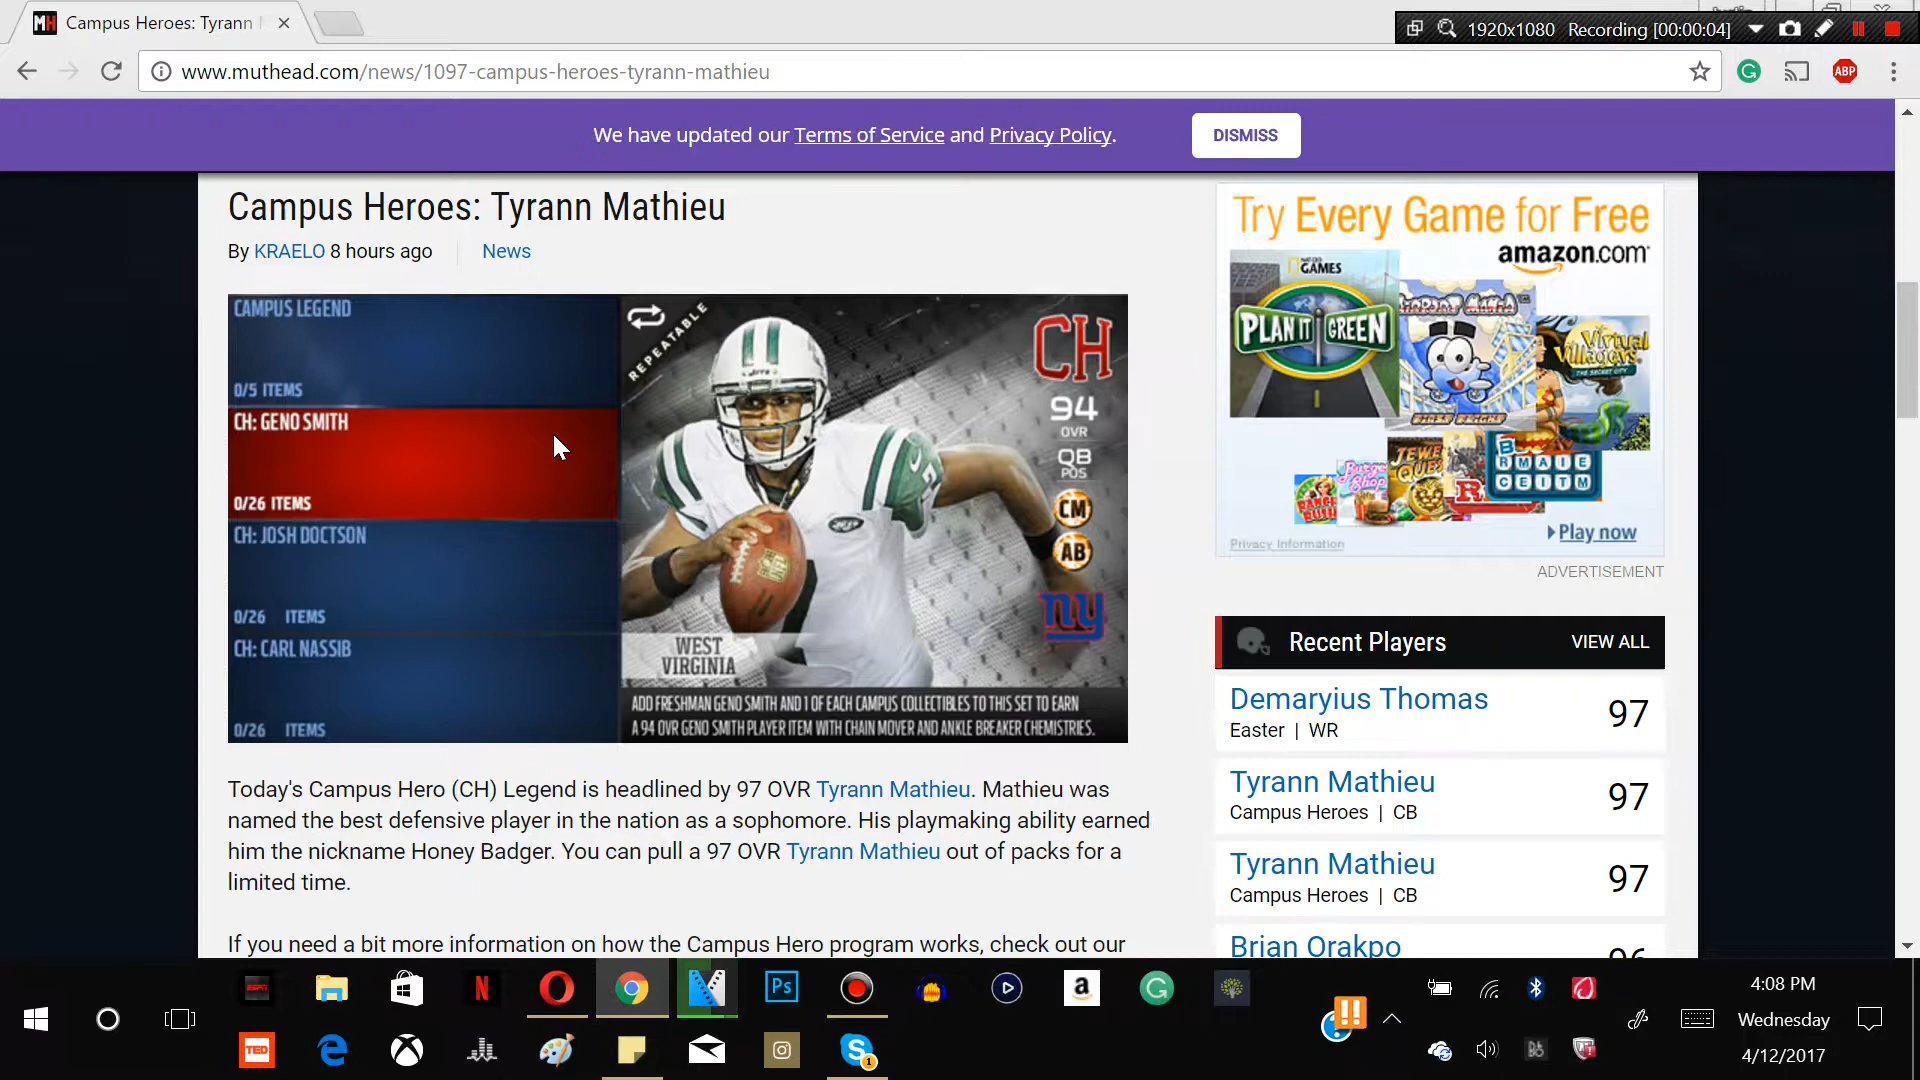 Campus Heroes: Tyrann
1920x1080 Recording [00:00:04]
www.muthead.com/news/1097-campus-heroes-tyrann-mathieu
ABP
We have updated our Terms of Service and Privacy Policy.
DISMISS
Campus Heroes: Tyrann Mathieu
By KRAELO 8 hours ago
News
CAMPUS LEGEND
0/5 ITEMS
CH: GENO SMITH
0/26 ITEMS
CH: JOSH DOCTSON
0/26 ITEMS
CH: CARL NASSIB
0/26 ITEMS
REPEATABLE
CH
94
OVR
QB
POS
CM
AB
ny
WEST
VIRGINIA
ADD FRESHMAN GENO SMITH AND 1 OF EACH CAMPUS COLLECTIBLES TO THIS SET TO EARN
A 94 OVR GENO SMITH PLAYER ITEM WITH CHAIN MOVER AND ANKLE BREAKER CHEMISTRIES.
Today's Campus Hero (CH) Legend is headlined by 97 OVR Tyrann Mathieu. Mathieu was
named the best defensive player in the nation as a sophomore. His playmaking ability earned
him the nickname Honey Badger. You can pull a 97 OVR Tyrann Mathieu out of packs for a
limited time.
If you need a bit more information on how the Campus Hero program works, check out our
Try Every Game for Free
amazon.com
GAMES
PLAN IT GREEN
Virtual
Villagers
Play now
Privacy Information
ADVERTISEMENT
Recent Players
VIEW ALL
Demaryius Thomas
Easter | WR
97
Tyrann Mathieu
Campus Heroes | CB
97
Tyrann Mathieu
Campus Heroes | CB
97
Brian Orakpo
ESPN
Ps
TED
4:08 PM
Wednesday
4/12/2017